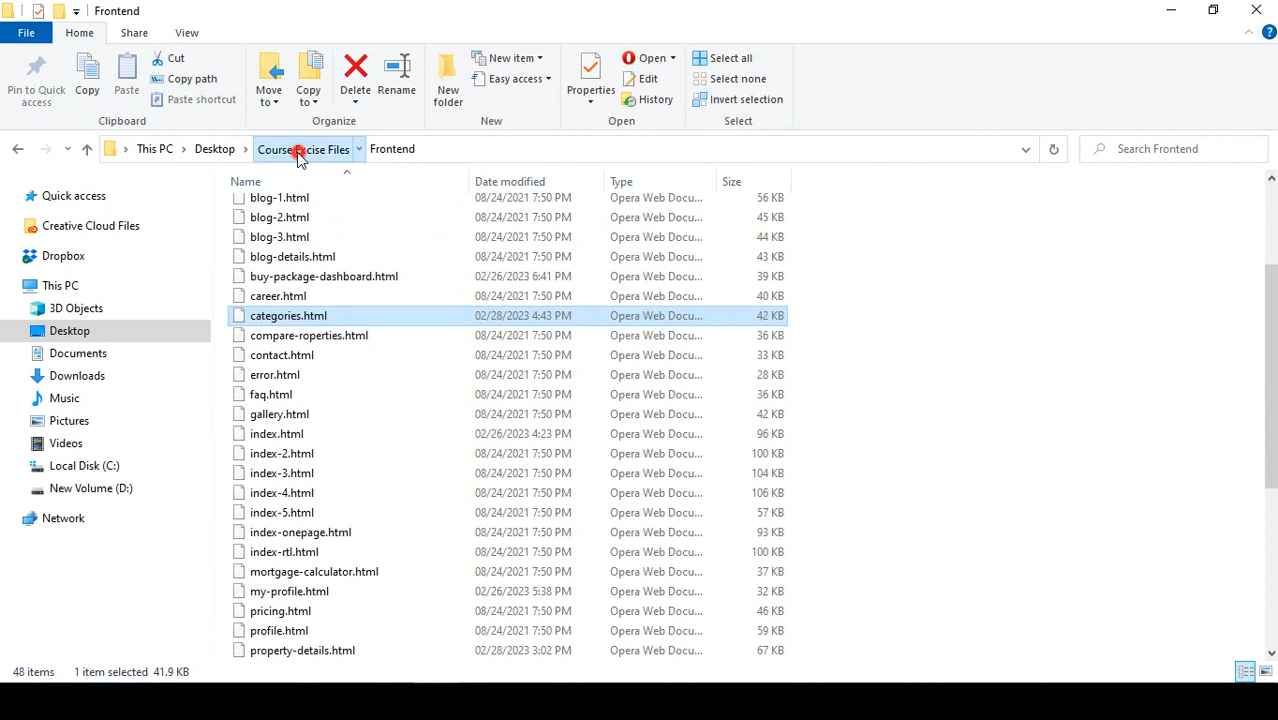 Frontend
File Home Share View
Pin to Quick access
Copy
Paste
Cut
Copy path
Paste shortcut
Clipboard
Move to
Copy to
Delete
Rename
Organize
New folder
New item
Easy access
New
Properties
Open
Edit
History
Open
Select all
Select none
Invert selection
Select
This PC Desktop Course Excise Files Frontend
Search Frontend
Quick access
Creative Cloud Files
Dropbox
This PC
3D Objects
Desktop
Documents
Downloads
Music
Pictures
Videos
Local Disk (C:)
New Volume (D:)
Network
Name Date modified Type Size
blog-1.html 08/24/2021 7:50 PM Opera Web Docu... 56 KB
blog-2.html 08/24/2021 7:50 PM Opera Web Docu... 45 KB
blog-3.html 08/24/2021 7:50 PM Opera Web Docu... 44 KB
blog-details.html 08/24/2021 7:50 PM Opera Web Docu... 43 KB
buy-package-dashboard.html 02/26/2023 6:41 PM Opera Web Docu... 39 KB
career.html 08/24/2021 7:50 PM Opera Web Docu... 40 KB
categories.html 02/28/2023 4:43 PM Opera Web Docu... 42 KB
compare-roperties.html 08/24/2021 7:50 PM Opera Web Docu... 36 KB
contact.html 08/24/2021 7:50 PM Opera Web Docu... 33 KB
error.html 08/24/2021 7:50 PM Opera Web Docu... 28 KB
faq.html 08/24/2021 7:50 PM Opera Web Docu... 36 KB
gallery.html 08/24/2021 7:50 PM Opera Web Docu... 42 KB
index.html 02/26/2023 4:23 PM Opera Web Docu... 96 KB
index-2.html 08/24/2021 7:50 PM Opera Web Docu... 100 KB
index-3.html 08/24/2021 7:50 PM Opera Web Docu... 104 KB
index-4.html 08/24/2021 7:50 PM Opera Web Docu... 106 KB
index-5.html 08/24/2021 7:50 PM Opera Web Docu... 57 KB
index-onepage.html 08/24/2021 7:50 PM Opera Web Docu... 93 KB
index-rtl.html 08/24/2021 7:50 PM Opera Web Docu... 100 KB
mortgage-calculator.html 08/24/2021 7:50 PM Opera Web Docu... 37 KB
my-profile.html 02/26/2023 5:38 PM Opera Web Docu... 32 KB
pricing.html 08/24/2021 7:50 PM Opera Web Docu... 46 KB
profile.html 08/24/2021 7:50 PM Opera Web Docu... 59 KB
property-details.html 02/28/2023 3:02 PM Opera Web Docu... 67 KB
48 items 1 item selected 41.9 KB